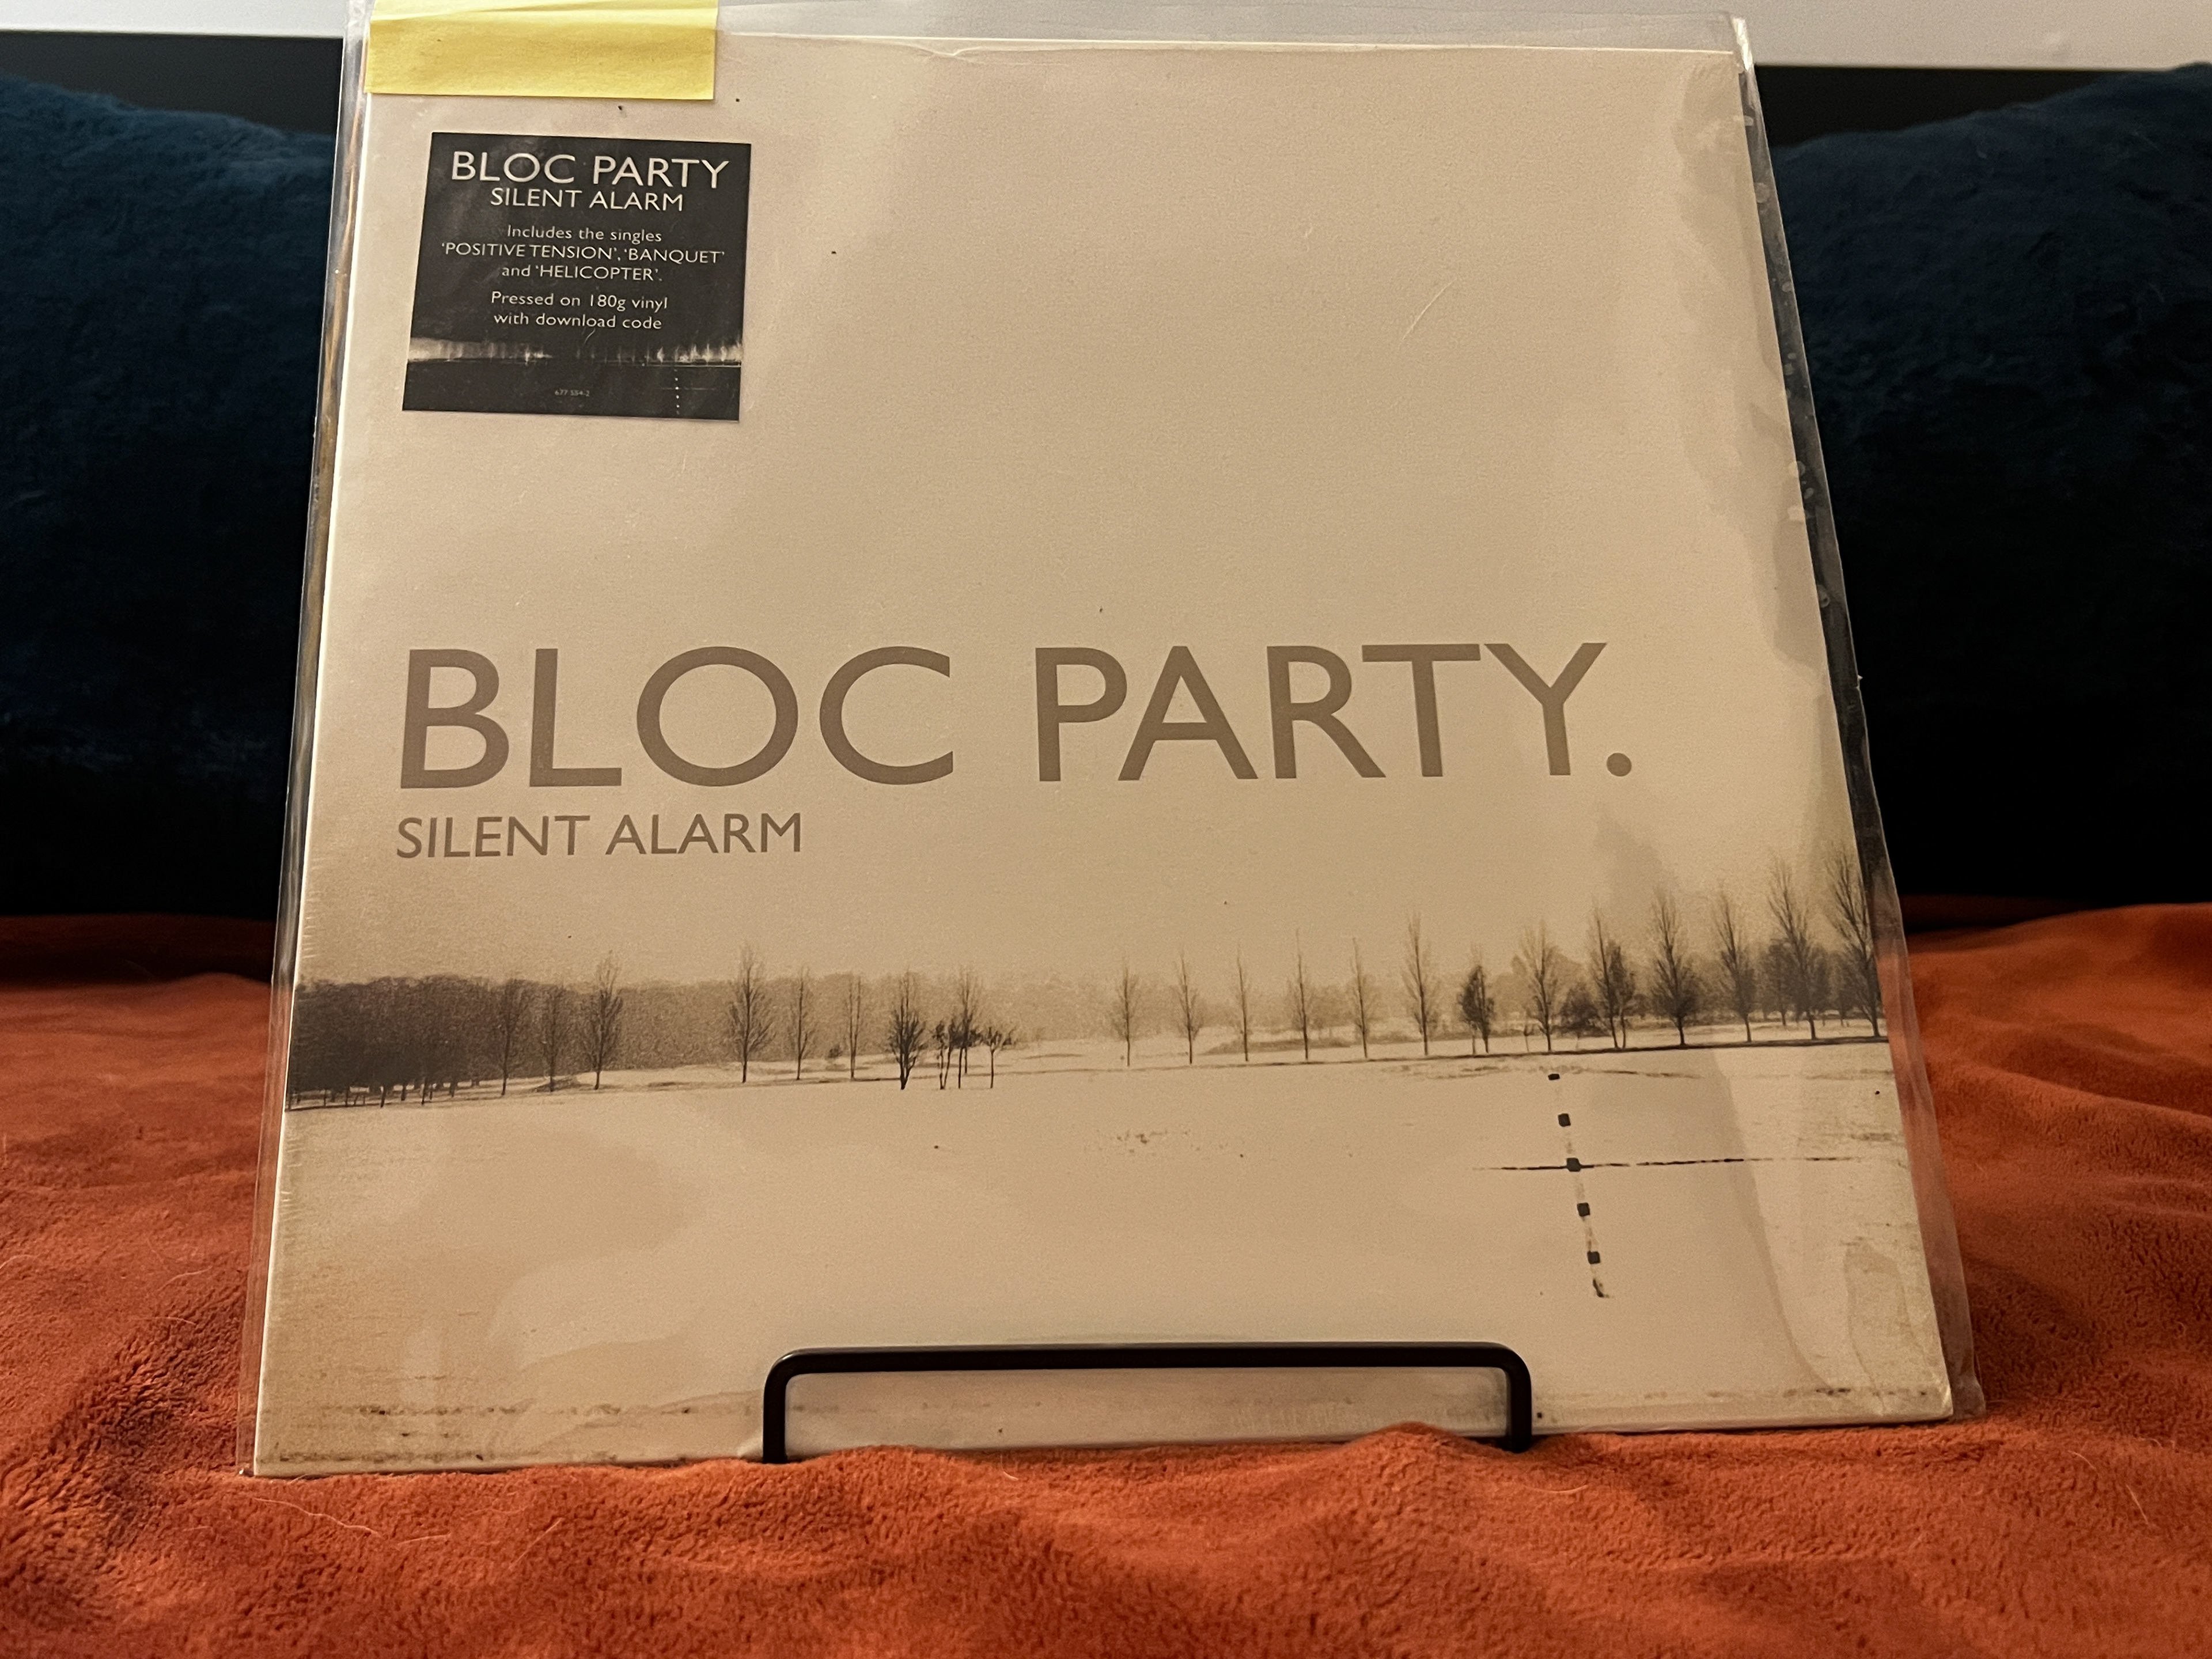 BLOC PARTY
SILENT ALARM
Includes the singles
'POSITIVE TENSION', 'BANQUET'
and 'HELICOPTER'.
Pressed on 180g vinyl
with download code
BLOC PARTY.
SILENT ALARM